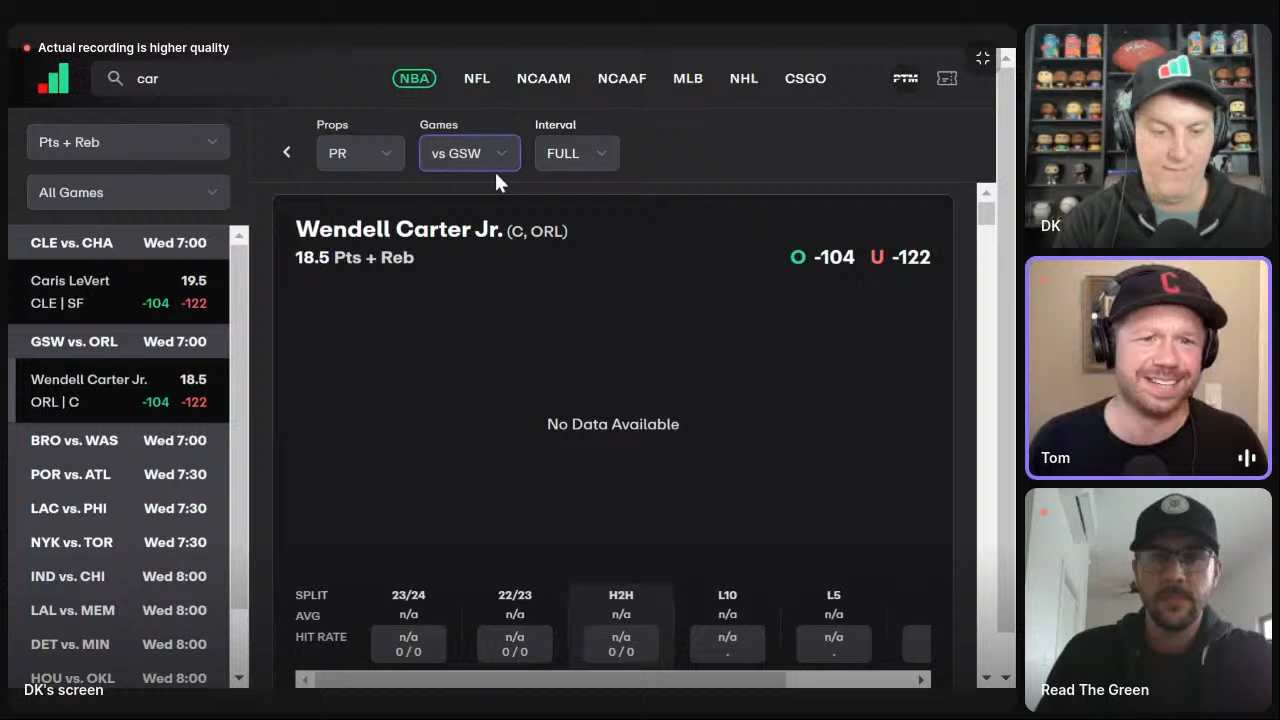 Actual recording is higher quality
car
NBA NFL NCAAM NCAAF MLB NHL CSGO
PTM
Pts + Reb
All Games
CLE vs. CHA Wed 7:00
Caris LeVert 19.5
CLE | SF -104 -122
GSW vs. ORL Wed 7:00
Wendell Carter Jr. 18.5
ORL | C -104 -122
BRO vs. WAS Wed 7:00
POR vs. ATL Wed 7:30
LAC vs. PHI Wed 7:30
NYK vs. TOR Wed 7:30
IND vs. CHI Wed 8:00
LAL vs. MEM Wed 8:00
DET vs. MIN Wed 8:00
HOU vs. OKL Wed 8:00
DK's screen
Props Games Interval
PR vs GSW FULL
Wendell Carter Jr. (C, ORL)
18.5 Pts + Reb O -104 U -122
No Data Available
SPLIT 23/24 22/23 H2H L10 L5
AVG n/a n/a n/a n/a n/a
HIT RATE n/a n/a n/a n/a n/a
0 / 0 0 / 0 0 / 0 . .
DK
C
Tom
Read The Green